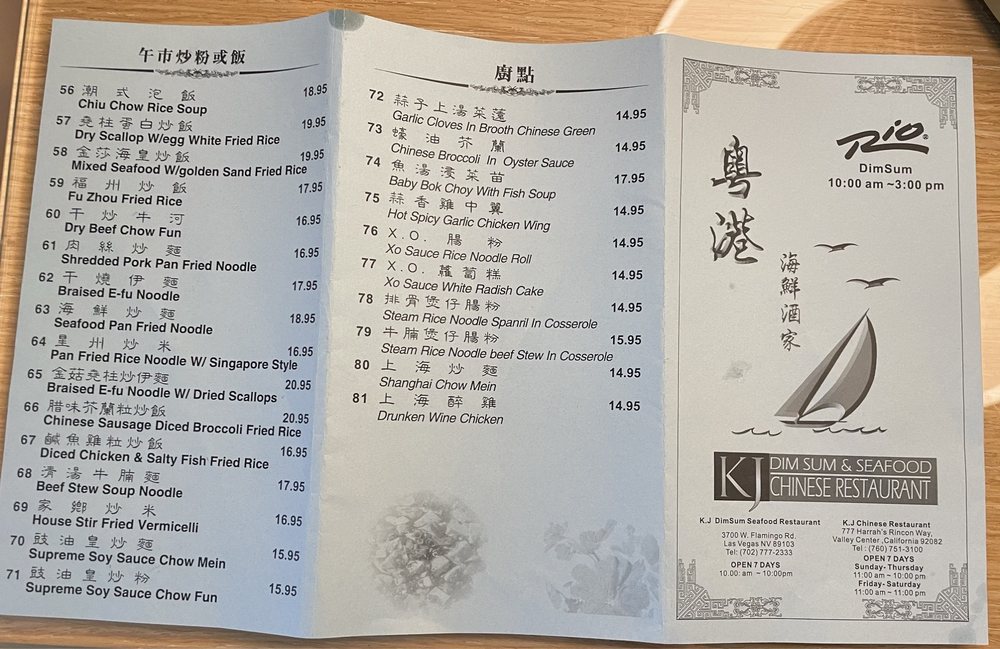 午市炒粉或飯
56 潮式泡飯 18.95
Chiu Chow Rice Soup
57 堯柱蛋白炒飯 19.95
Dry Scallop W/egg White Fried Rice
58 金莎海皇炒飯 19.95
Mixed Seafood W/golden Sand Fried Rice
59 福州炒飯 17.95
Fu Zhou Fried Rice
60 干炒牛河 16.95
Dry Beef Chow Fun
61 肉絲炒麵 16.95
Shredded Pork Pan Fried Noodle
62 干燒伊麵 17.95
Braised E-fu Noodle
63 海鮮炒麵 18.95
Seafood Pan Fried Noodle
64 星州炒米 16.95
Pan Fried Rice Noodle W/ Singapore Style
65 金菇堯柱炒伊麵 20.95
Braised E-fu Noodle W/ Dried Scallops
66 腊味芥蘭粒炒飯 20.95
Chinese Sausage Diced Broccoli Fried Rice
67 鹹魚雞粒炒飯 16.95
Diced Chicken & Salty Fish Fried Rice
68 清湯牛腩麵 17.95
Beef Stew Soup Noodle
69 家鄉炒米 16.95
House Stir Fried Vermicelli
70 豉油皇炒麵 15.95
Supreme Soy Sauce Chow Mein
71 豉油皇炒粉 15.95
Supreme Soy Sauce Chow Fun
廚點
72 蒜子上湯菜蓬 14.95
Garlic Cloves In Brooth Chinese Green
73 蠔油芥蘭 14.95
Chinese Broccoli In Oyster Sauce
74 魚湯浸菜苗 17.95
Baby Bok Choy With Fish Soup
75 蒜香雞中翼 14.95
Hot Spicy Garlic Chicken Wing
76 X.O. 腸粉 14.95
Xo Sauce Rice Noodle Roll
77 X.O. 蘿蔔糕 14.95
Xo Sauce White Radish Cake
78 排骨煲仔腸粉 14.95
Steam Rice Noodle Spanril In Cosserole
79 牛腩煲仔腸粉 15.95
Steam Rice Noodle beef Stew In Cosserole
80 上海炒麵 14.95
Shanghai Chow Mein
81 上海醉雞 14.95
Drunken Wine Chicken
Rio®
DimSum
10:00 am ~3:00 pm
粵港
海鮮酒家
KJ DIM SUM & SEAFOOD
CHINESE RESTAURANT
K.J DimSum Seafood Restaurant
3700 W. Flamingo Rd.
Las Vegas NV 89103
Tel: (702) 777-2333
OPEN 7 DAYS
10.00: am ~ 10:00pm
K.J Chinese Restaurant
777 Harrah's Rincon Way,
Valley Center ,California 92082
Tel : (760) 751-3100
OPEN 7 DAYS
Sunday- Thursday
11:00 am ~ 10:00 pm
Friday- Saturday
11:00 am ~ 11:00 pm